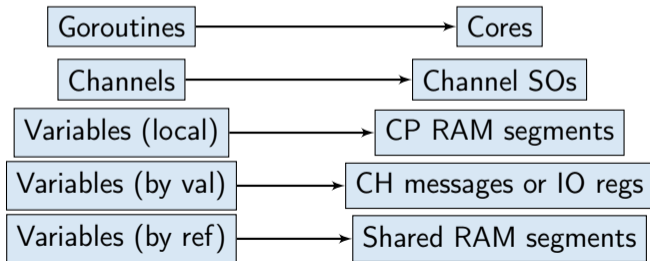 Goroutines Cores
Channels Channel SOs
Variables (local) CP RAM segments
Variables (by val) CH messages or IO regs
Variables (by ref) Shared RAM segments